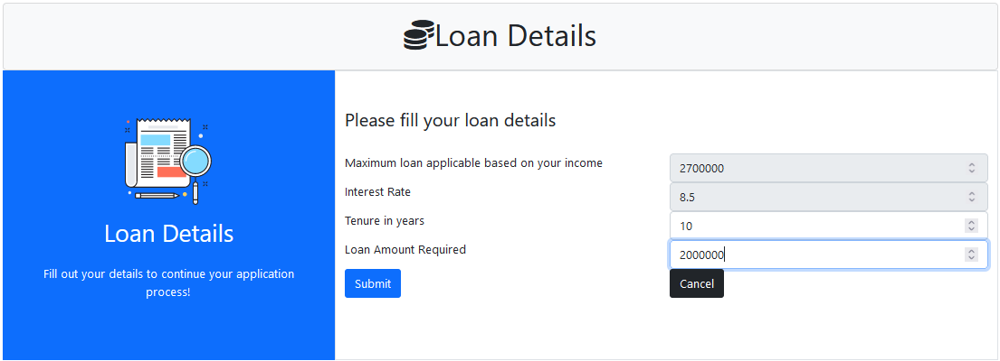 Loan Details
Loan Details
Fill out your details to continue your application
process!
Please fill your loan details
Maximum loan applicable based on your income 2700000
Interest Rate 8.5
Tenure in years 10
Loan Amount Required 2000000
Submit Cancel